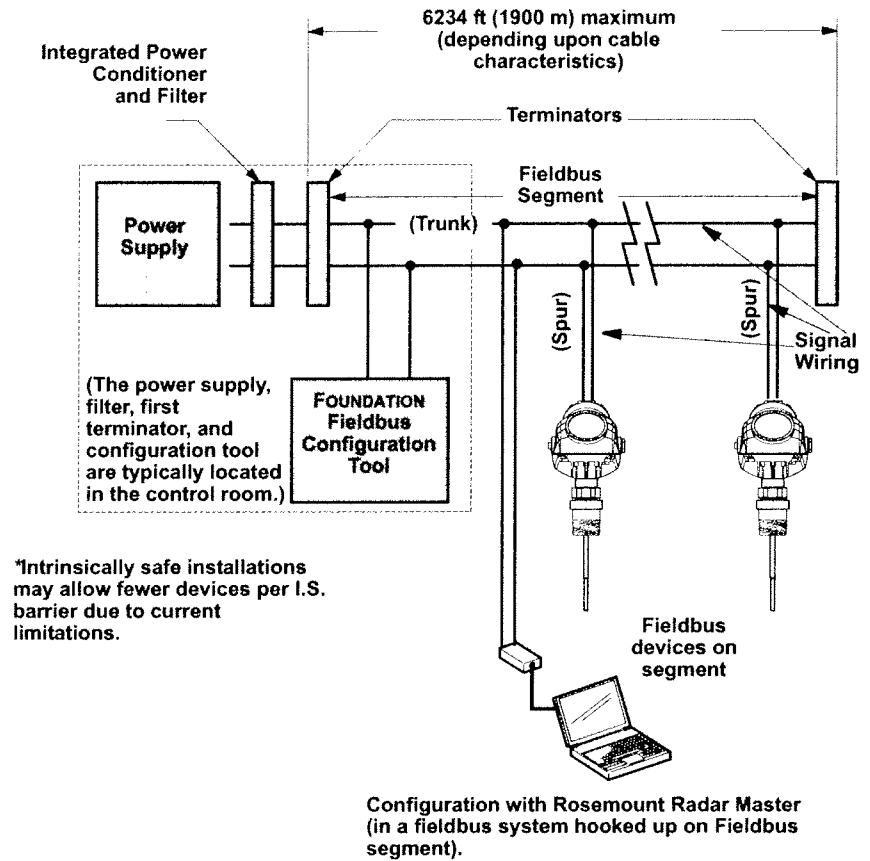 6234 ft (1900 m) maximum
(depending upon cable
characteristics)
Integrated Power
Conditioner
and Filter
Terminators
Fieldbus
Segment
Power
Supply
(Trunk)
(Spur)
(Spur)
Signal
Wiring
(The power supply,
filter, first
terminator, and
configuration tool
are typically located
in the control room.)
FOUNDATION
Fieldbus
Configuration
Tool
*Intrinsically safe installations
may allow fewer devices per I.S.
barrier due to current
limitations.
Fieldbus
devices on
segment
Configuration with Rosemount Radar Master
(in a fieldbus system hooked up on Fieldbus
segment).